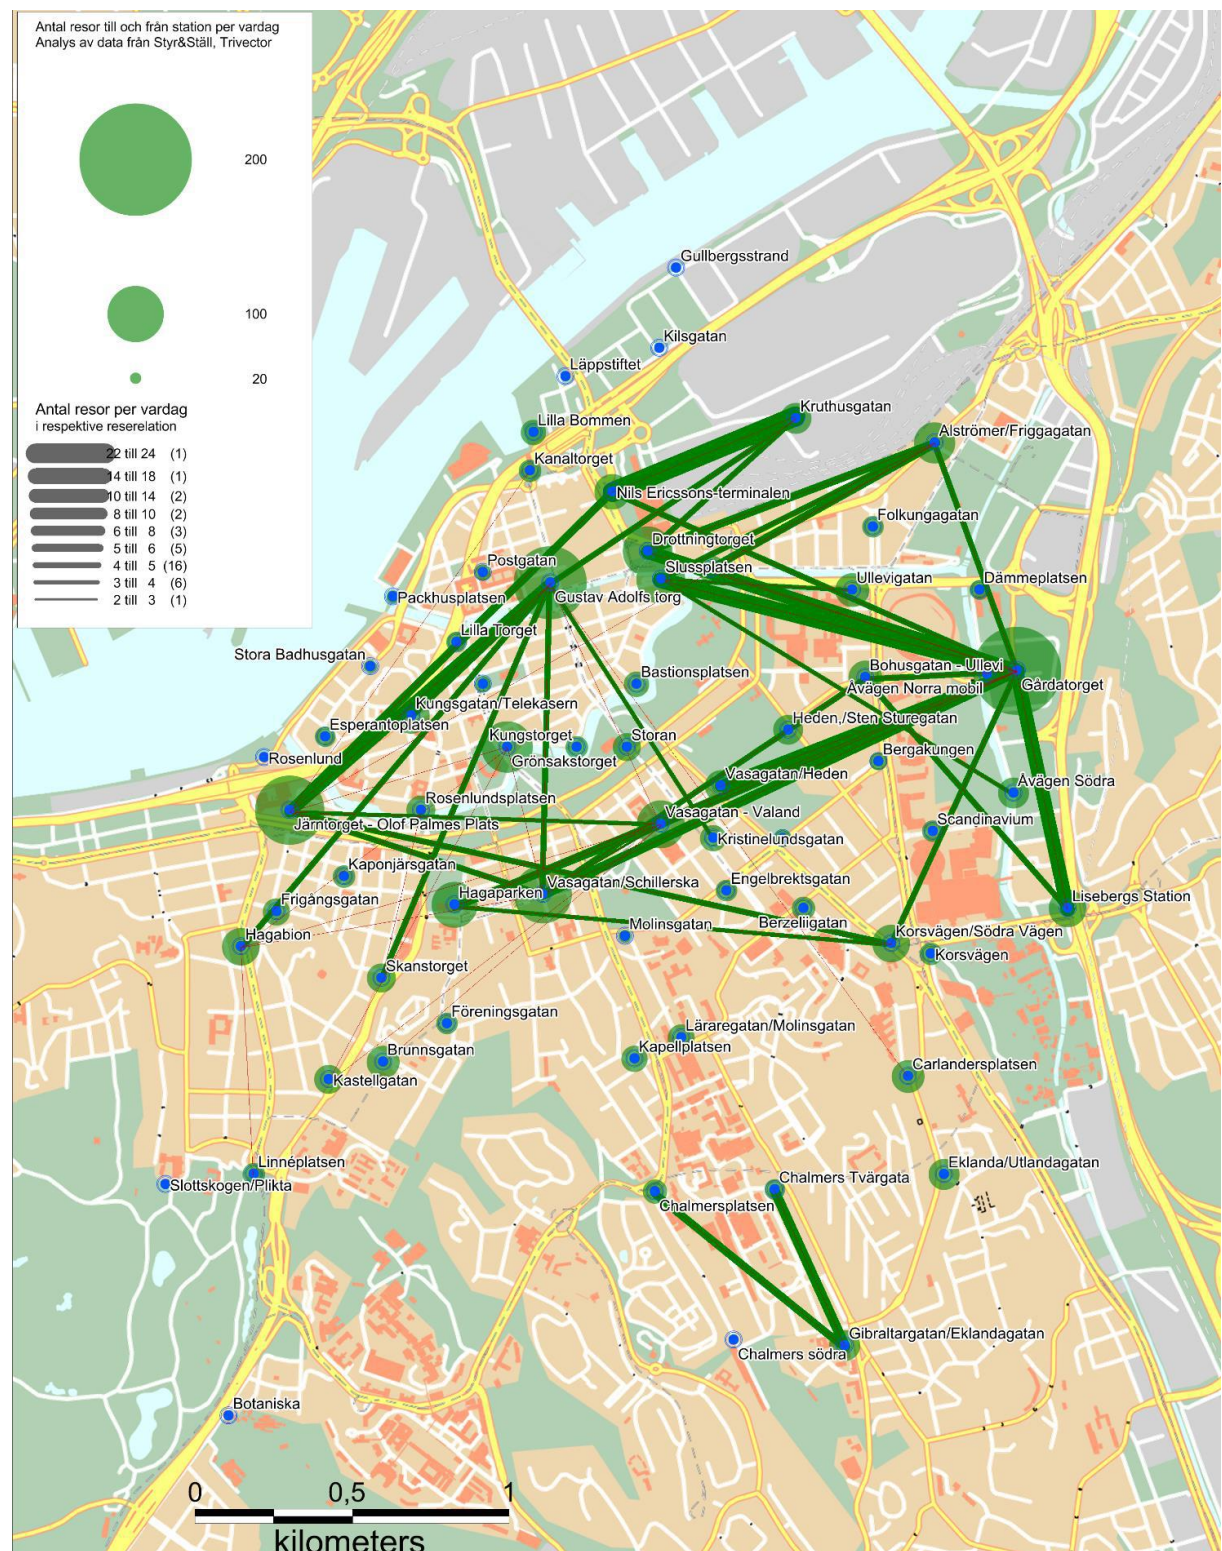 Antal resor till och från station per vardag
Analys av data från Styr&Ställ, Trivector
200
100
20
Antal resor per vardag
i respektive reserelation
22 till 24 (1)
14 till 18 (1)
10 till 14 (2)
8 till 10 (2)
6 till 8 (3)
5 till 6 (5)
4 till 5 (16)
3 till 4 (6)
2 till 3 (1)
Gullbergsstrand
Kilsgatan
Läppstiftet
Kruthusgatan
Lilla Bommen
Alströmer/Friggagatan
Kanaltorget
Nils Ericssons-terminalen
Folkungagatan
Drottningtorget
Postgatan
Slussplatsen
Ullevigatan
Dämmeplatsen
Packhusplatsen
Gustav Adolfs torg
Lilla Torget
Stora Badhusgatan
Bastionsplatsen
Bohusgatan - Ullevi
Åvägen Norra mobil
Gårdatorget
Kungsgatan/Telekasern
Esperantoplatsen
Heden,/Sten Sturegatan
Kungstorget
Storan
Bergakungen
Rosenlund
Grönsakstorget
Vasagatan/Heden
Åvägen Södra
Rosenlundsplatsen
Vasagatan - Valand
Järntorget - Olof Palmes Plats
Scandinavium
Kristinelundsgatan
Kaponjärsgatan
Engelbrektsgatan
Vasagatan/Schillerska
Hagaparken
Frigångsgatan
Lisebergs Station
Molinsgatan
Berzeliigatan
Hagabion
Korsvägen/Södra Vägen
Korsvägen
Skanstorget
Föreningsgatan
Läraregatan/Molinsgatan
Kapellplatsen
Brunnsgatan
Carlandersplatsen
Kastellgatan
Linnéplatsen
Eklanda/Utlandagatan
Slottskogen/Plikta
Chalmers Tvärgata
Chalmersplatsen
Gibraltargatan/Eklandagatan
Chalmers södra
Botaniska
0 0,5 1
kilometers